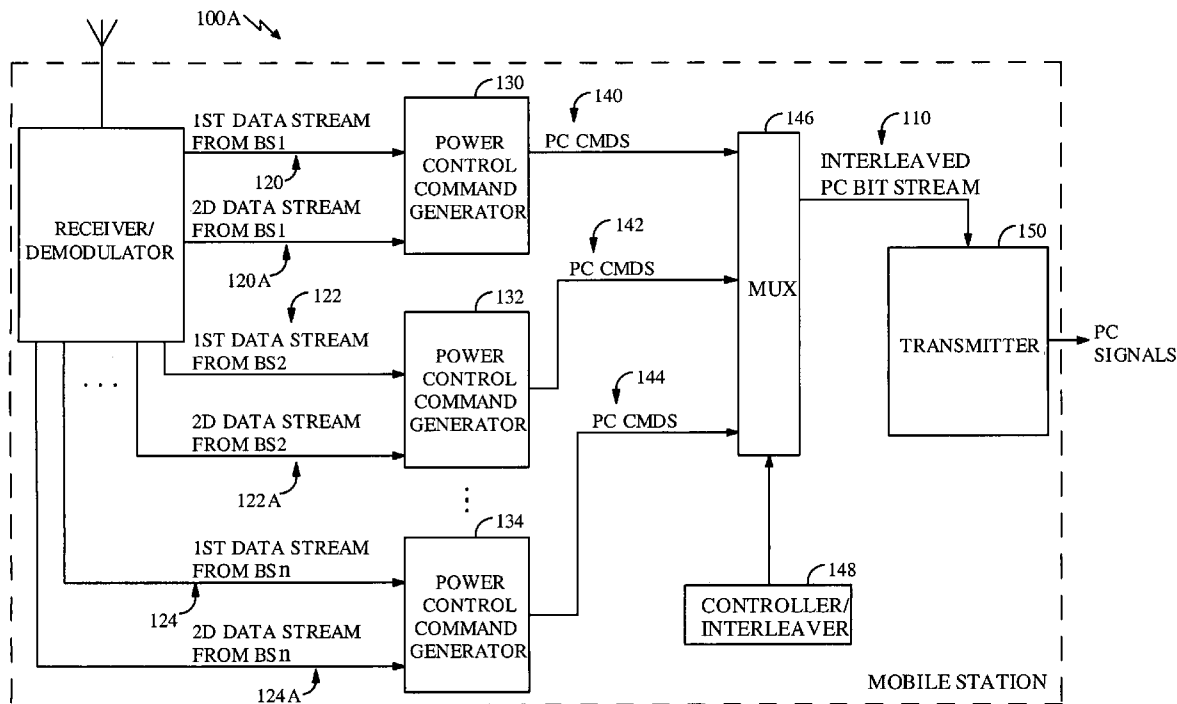 100A
130
1ST DATA STREAM
FROM BS1
120
2D DATA STREAM
FROM BS1
120A
RECEIVER/
DEMODULATOR
POWER
CONTROL
COMMAND
GENERATOR
140
PC CMDS
146
MUX
110
INTERLEAVED
PC BIT STREAM
150
TRANSMITTER
PC
SIGNALS
122
1ST DATA STREAM
FROM BS2
2D DATA STREAM
FROM BS2
122A
132
POWER
CONTROL
COMMAND
GENERATOR
142
PC CMDS
144
PC CMDS
. . .
1ST DATA STREAM
FROM BSn
124
2D DATA STREAM
FROM BSn
124A
134
POWER
CONTROL
COMMAND
GENERATOR
148
CONTROLLER/
INTERLEAVER
MOBILE STATION